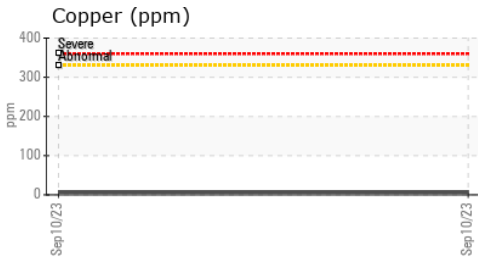 Copper (ppm)
400
Severe
Abnormal
300
200
100
0
ppm
Sep10/23
Sep10/23